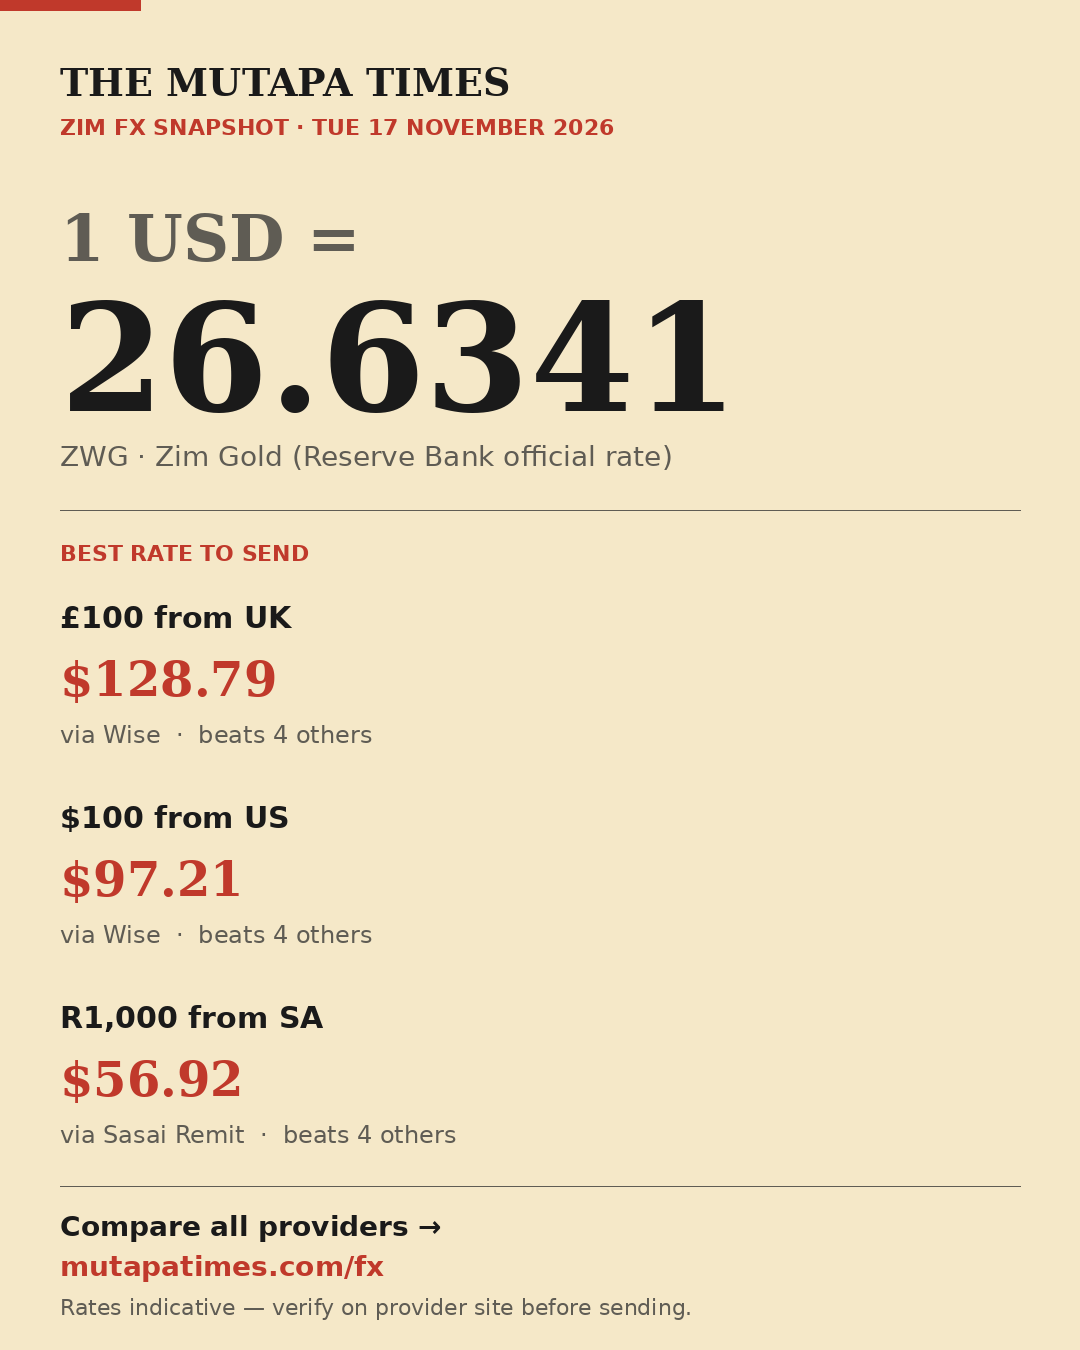 THE MUTAPA TIMES
ZIM FX SNAPSHOT · TUE 17 NOVEMBER 2026
1 USD =
26.6341
ZWG · Zim Gold (Reserve Bank official rate)
BEST RATE TO SEND
£100 from UK
$128.79
via Wise · beats 4 others
$100 from US
$97.21
via Wise · beats 4 others
R1,000 from SA
$56.92
via Sasai Remit · beats 4 others
Compare all providers →
mutapatimes.com/fx
Rates indicative — verify on provider site before sending.